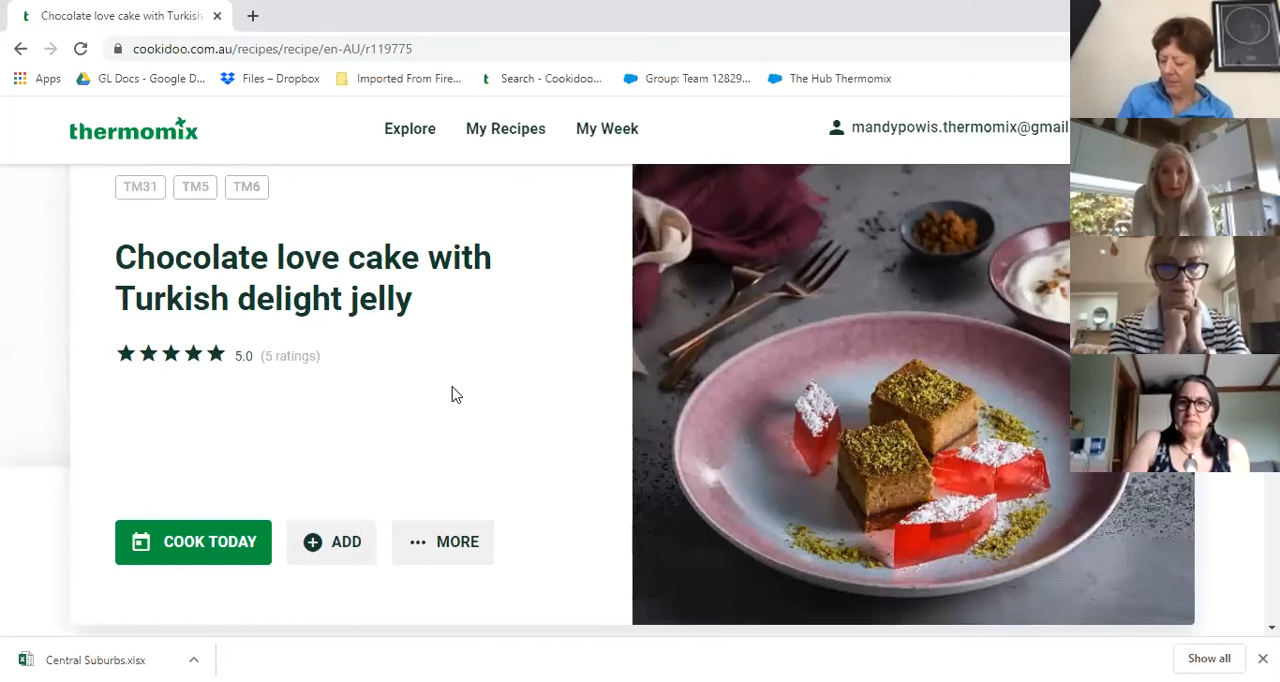 Chocolate love cake with Turkish
cookidoo.com.au/recipes/recipe/en-AU/r119775
Apps GL Docs - Google D... Files – Dropbox Imported From Fire... Search - Cookidoo... Group: Team 12829... The Hub Thermomix
thermomix Explore My Recipes My Week mandypowis.thermomix@gmail
TM31 TM5 TM6
Chocolate love cake with
Turkish delight jelly
5.0 (5 ratings)
COOK TODAY ADD ... MORE
Central Suburbs.xlsx Show all